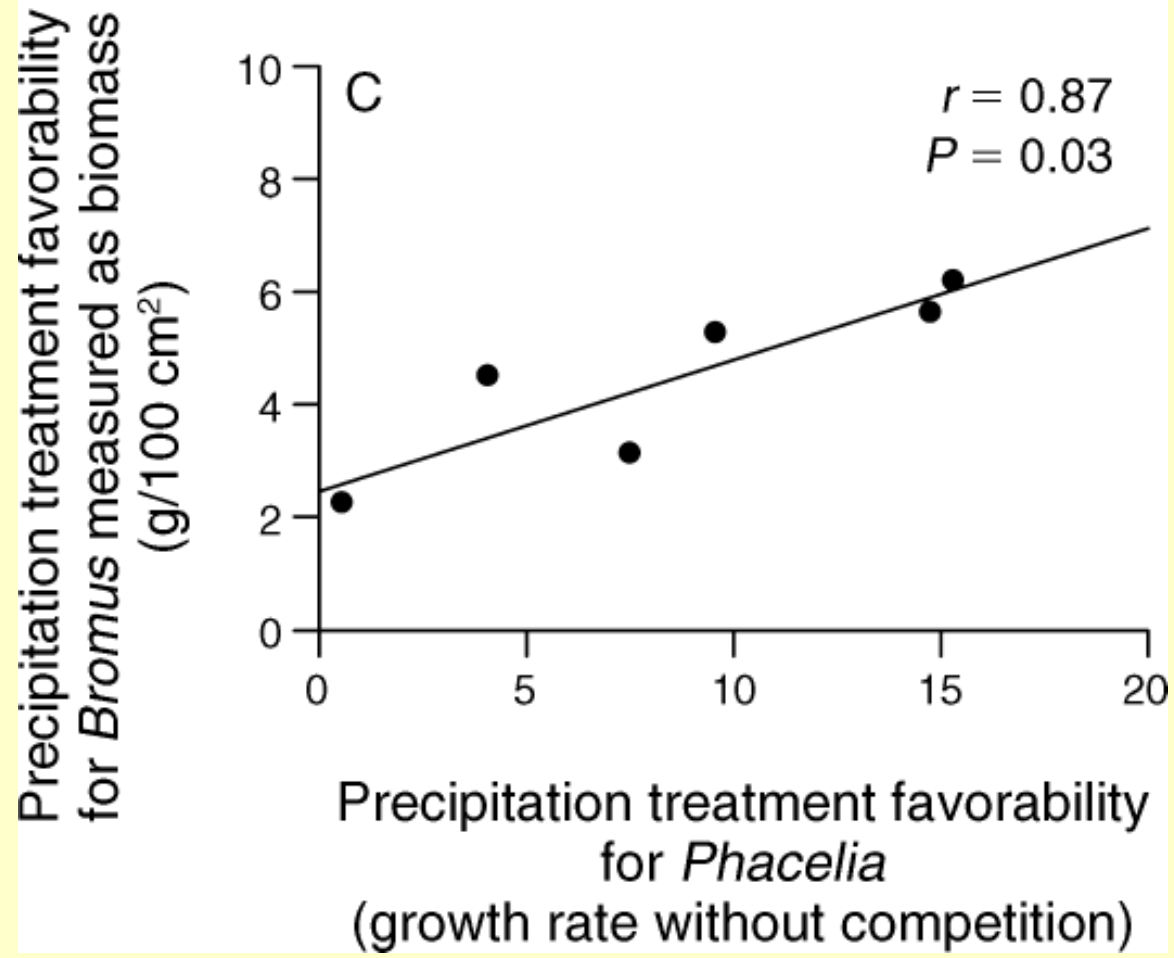 Precipitation treatment favorability
for Bromus measured as biomass
(g/100 cm²)
10
8
6
4
2
0
C
r = 0.87
P = 0.03
0 5 10 15 20
Precipitation treatment favorability
for Phacelia
(growth rate without competition)